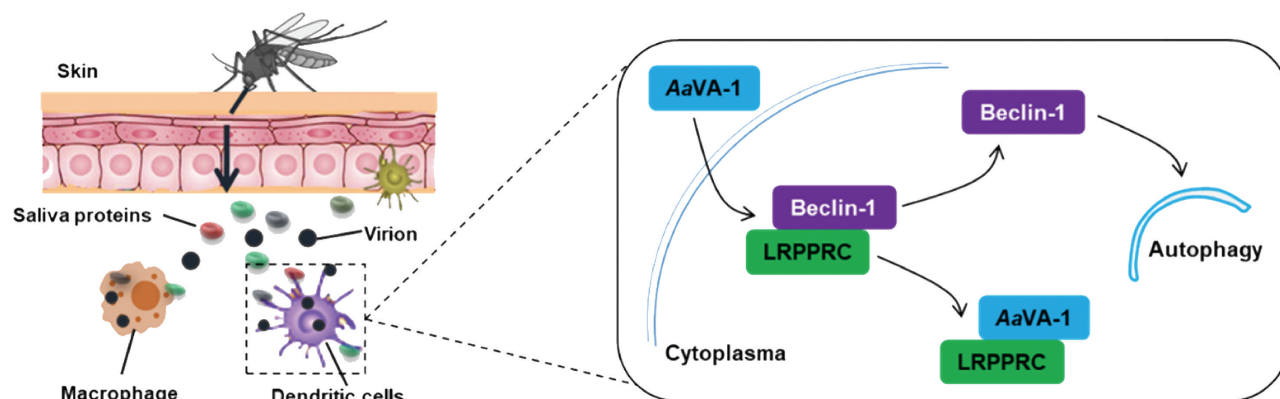 Skin
Saliva proteins
Virion
Macrophage
Dendritic cells
AaVA-1
Beclin-1
Beclin-1
LRPPRC
Autophagy
AaVA-1
LRPPRC
Cytoplasma